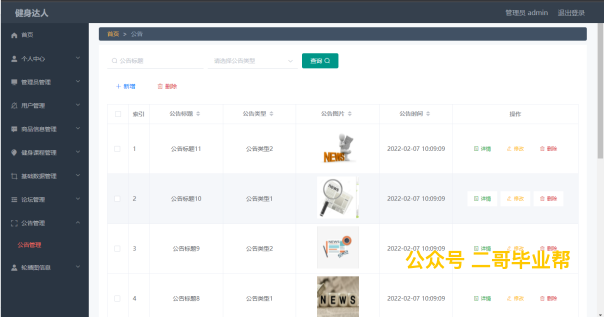 健身达人
管理员 admin 退出登录
首页
首页 > 公告
个人中心
公告标题 请选择公告类型 查询
管理员管理
新增 删除
用户管理
索引 公告标题 公告类型 公告图片 公告时间 操作
商品信息管理
健身课程管理
1 公告标题11 公告类型2 NEWS 2022-02-07 10:09:09 详情 修改 删除
基础数据管理
论坛管理
2 公告标题10 公告类型1 2022-02-07 10:09:09 详情 修改 删除
公告管理
公告管理
3 公告标题9 公告类型2 2022-02-07 10:09:09 详情 修改 删除
公众号 二哥毕业帮
轮播图信息
4 公告标题8 公告类型1 NEWS 2022-02-07 10:09:09 详情 修改 删除